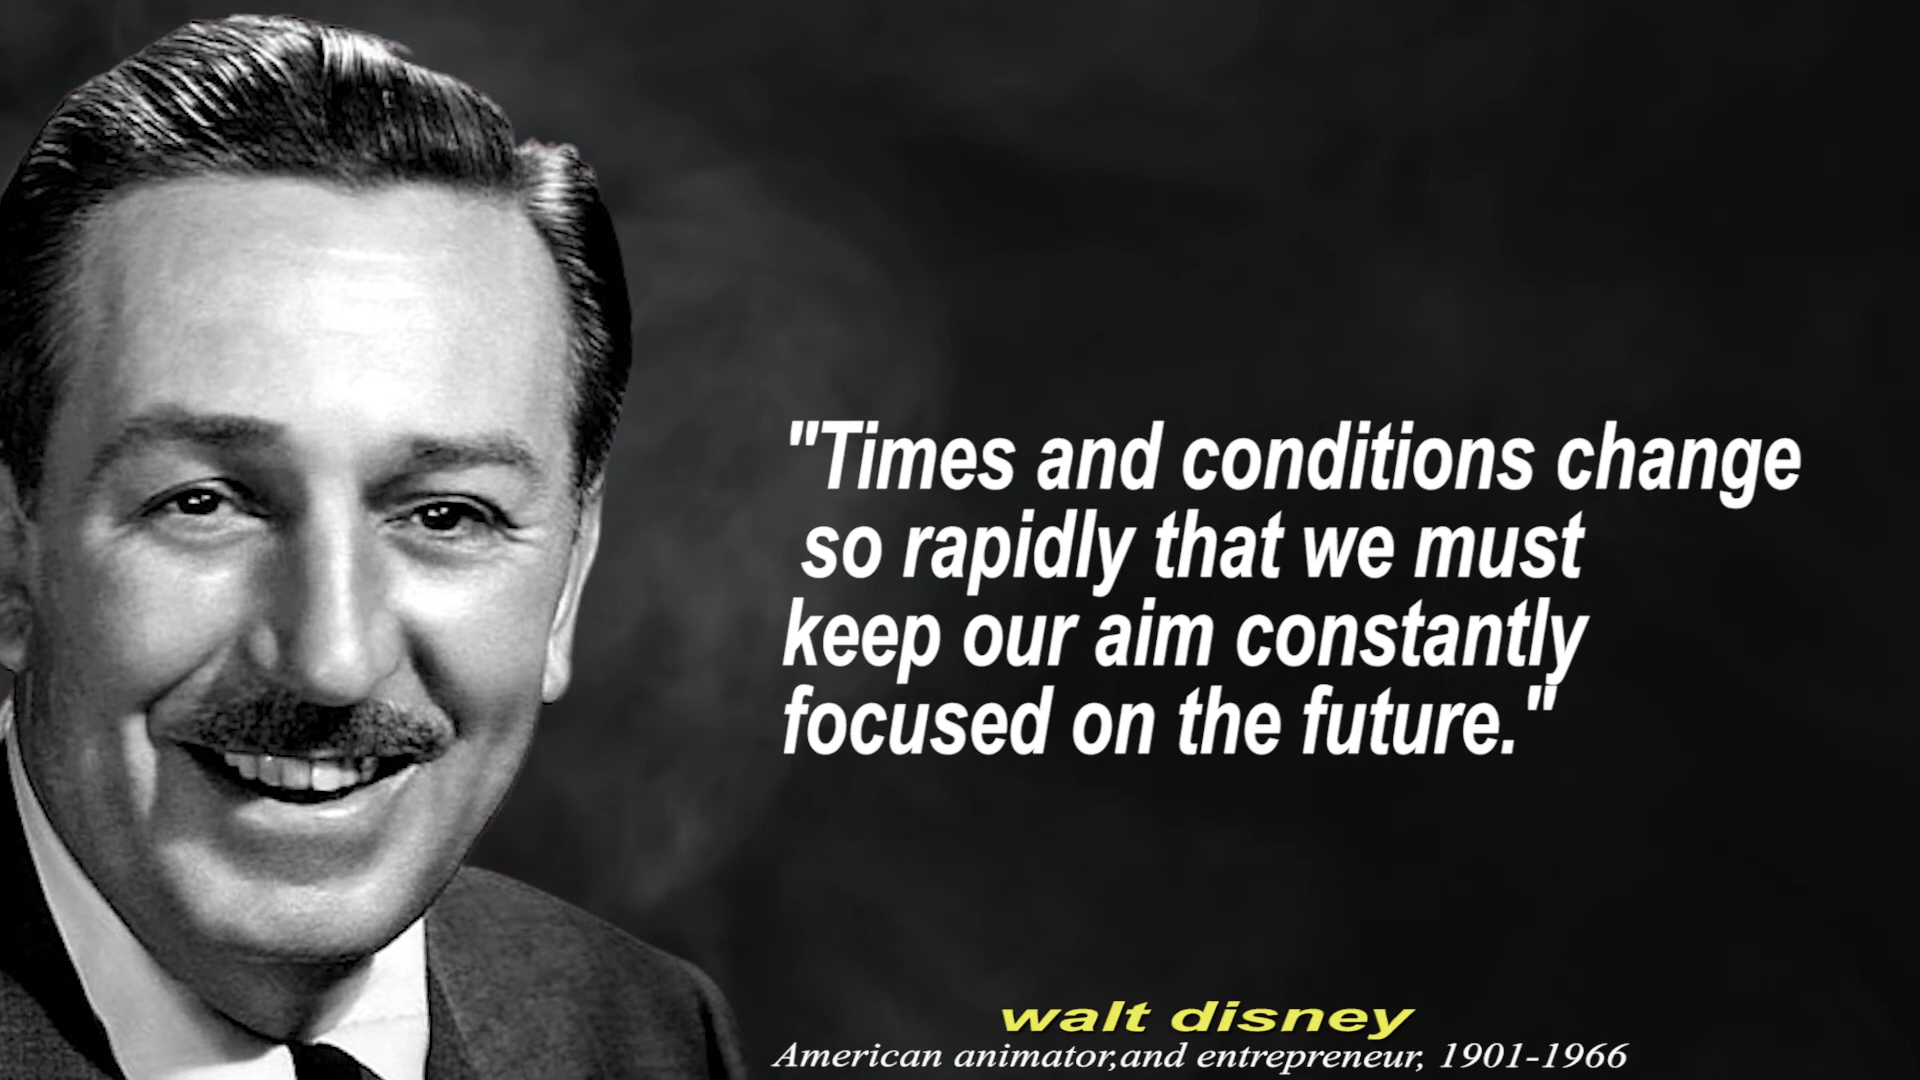 "Times and conditions change
so rapidly that we must
keep our aim constantly
focused on the future."
walt disney
American animator,and entrepreneur, 1901-1966